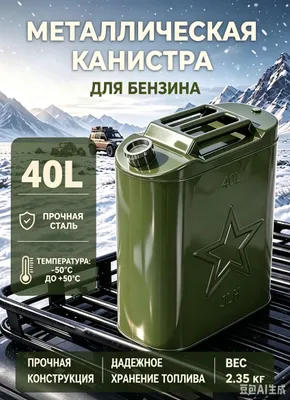 МЕТАЛЛИЧЕСКАЯ
КАНИСТРА
ДЛЯ БЕНЗИНА
40L
40L
ПРОЧНАЯ
СТАЛЬ
ТЕМПЕРАТУРА:
-50°C
ДО +50°C
ПРОЧНАЯ
КОНСТРУКЦИЯ
НАДЕЖНОЕ
ХРАНЕНИЕ ТОПЛИВА
ВЕС
2.35 кг
豆包AI生成